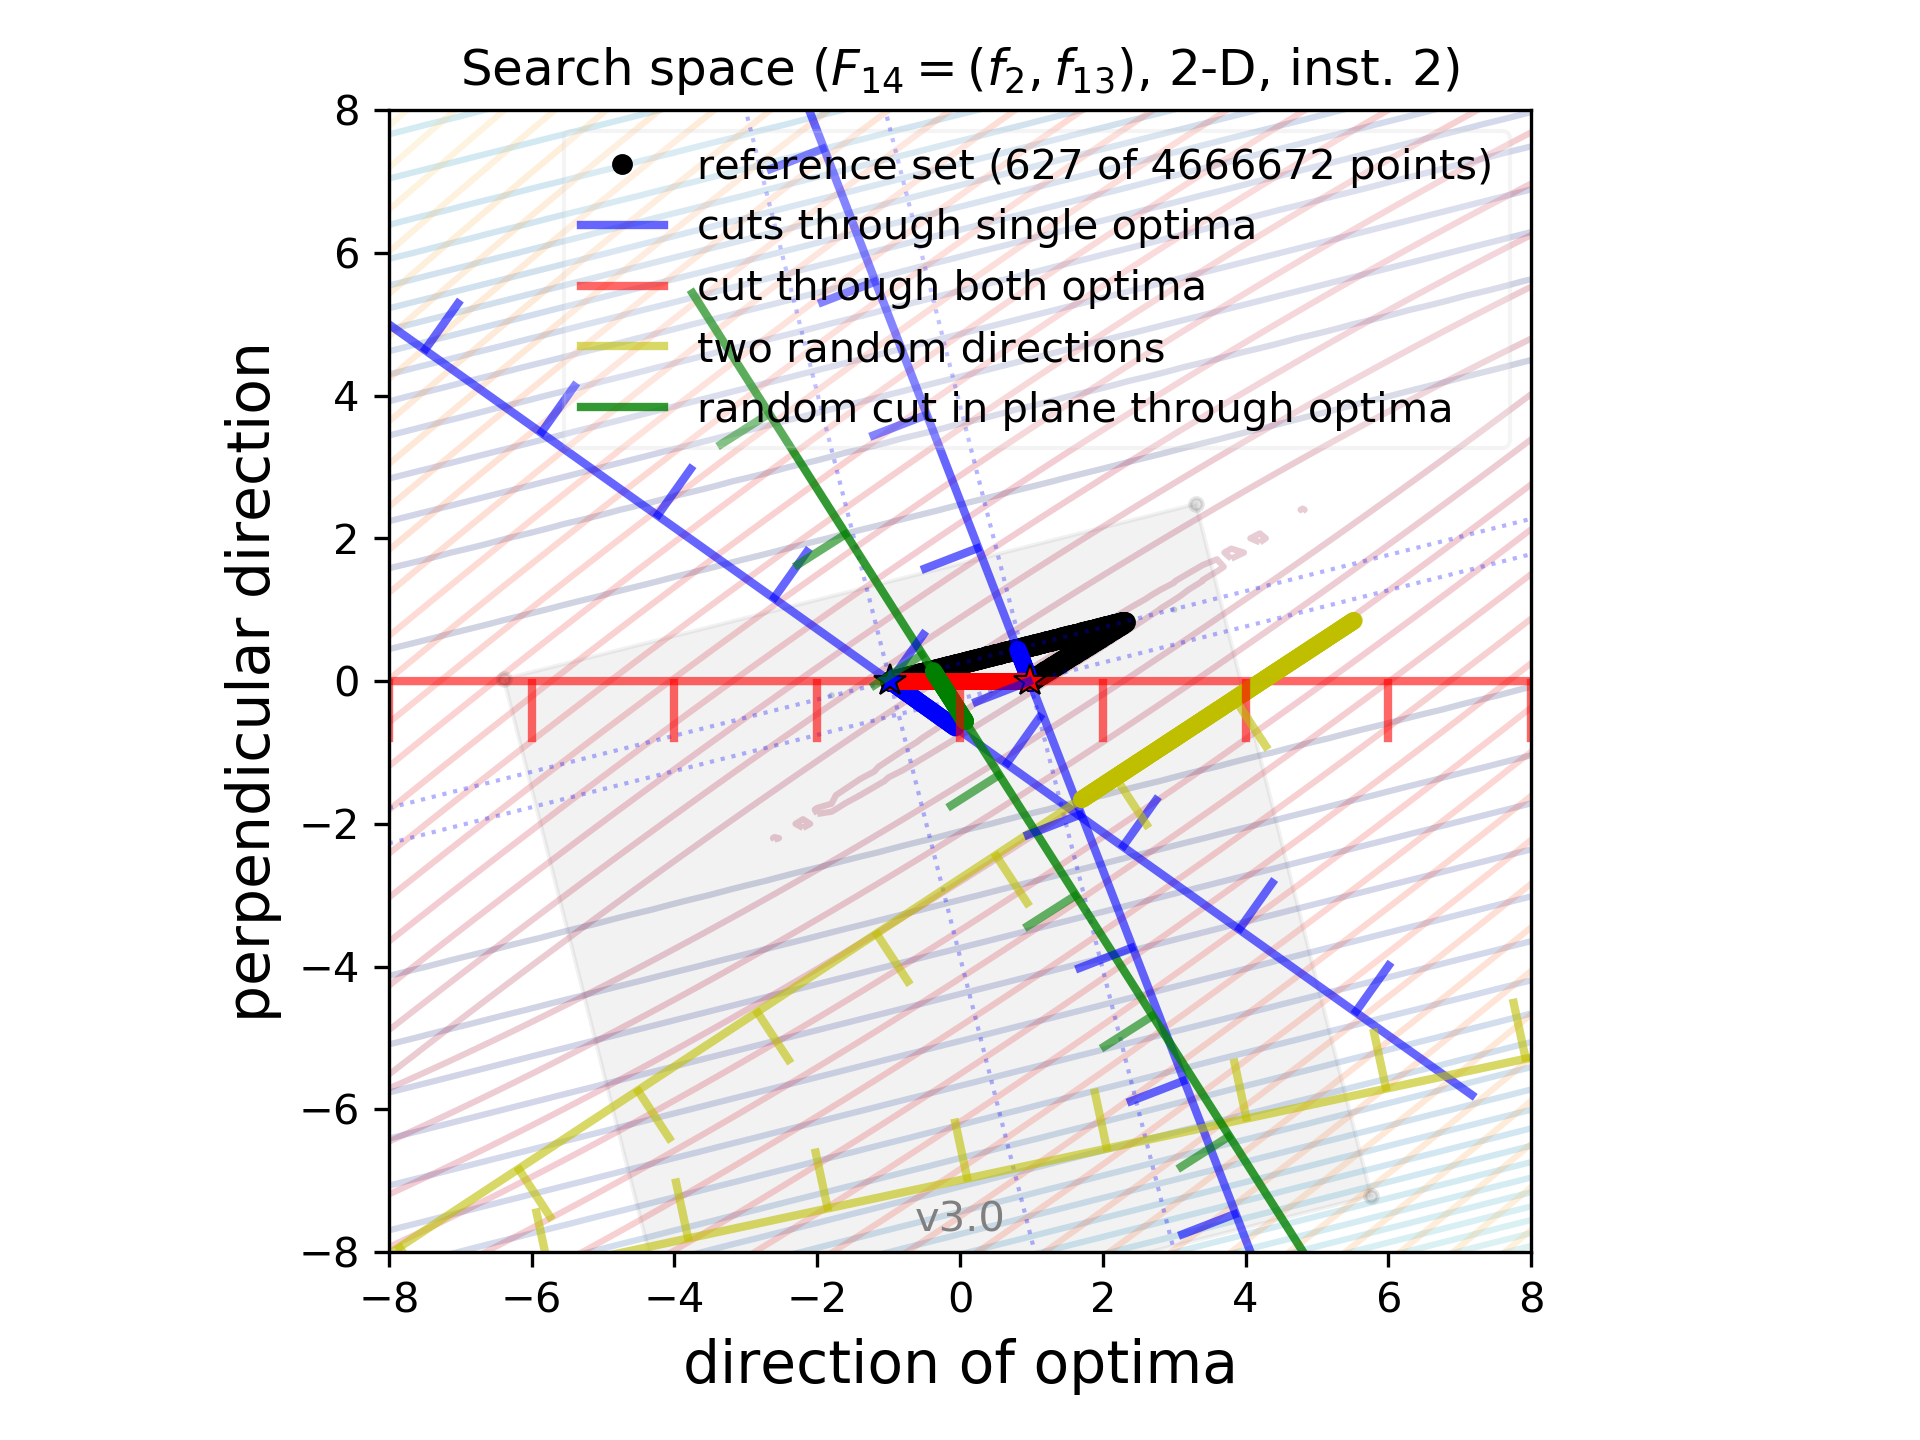 Search space (F14 = (f2, f13), 2-D, inst. 2)
reference set (627 of 4666672 points)
cuts through single optima
cut through both optima
two random directions
random cut in plane through optima
perpendicular direction
8
6
4
2
0
−2
−4
−6
−8
v3.0
−8 −6 −4 −2 0 2 4 6 8
direction of optima